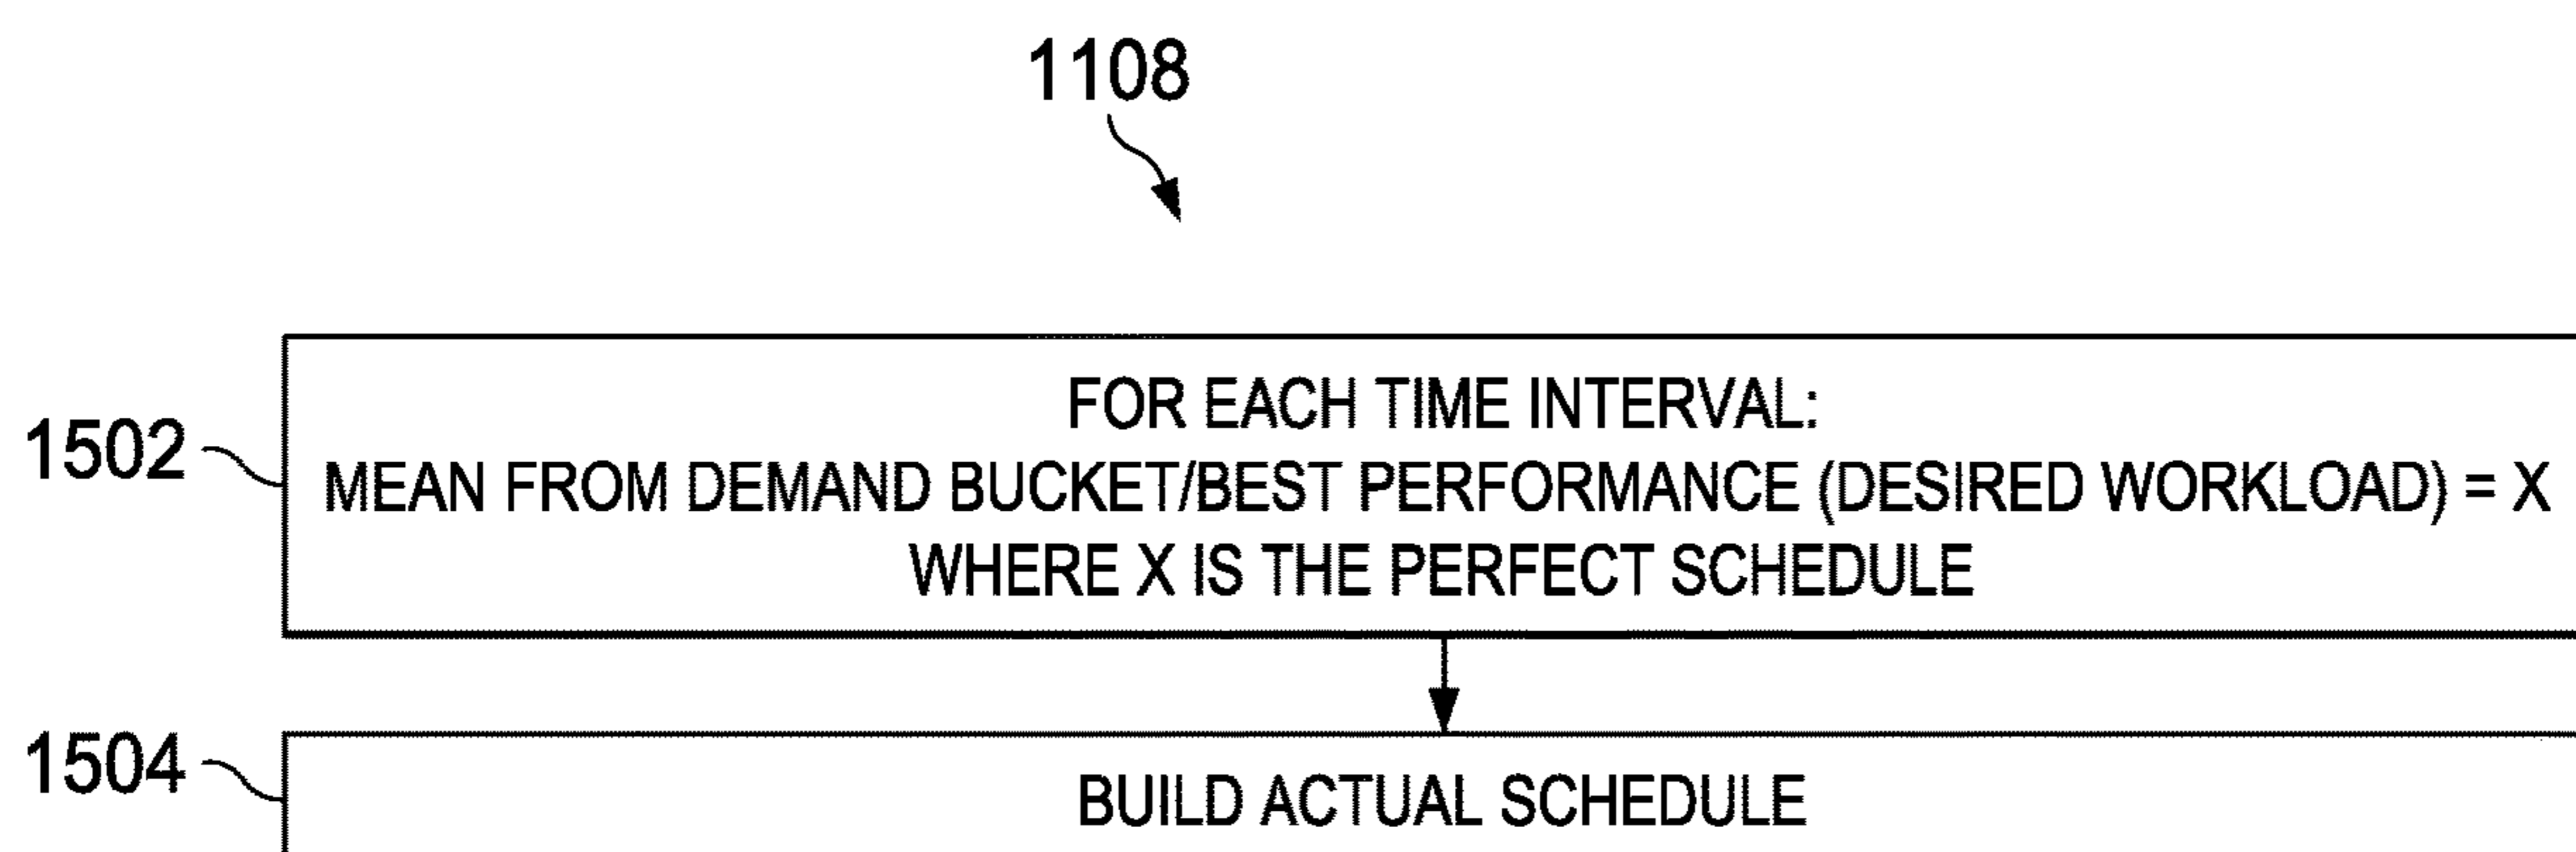 1108
1502
FOR EACH TIME INTERVAL:
MEAN FROM DEMAND BUCKET/BEST PERFORMANCE (DESIRED WORKLOAD) = X
WHERE X IS THE PERFECT SCHEDULE
1504
BUILD ACTUAL SCHEDULE